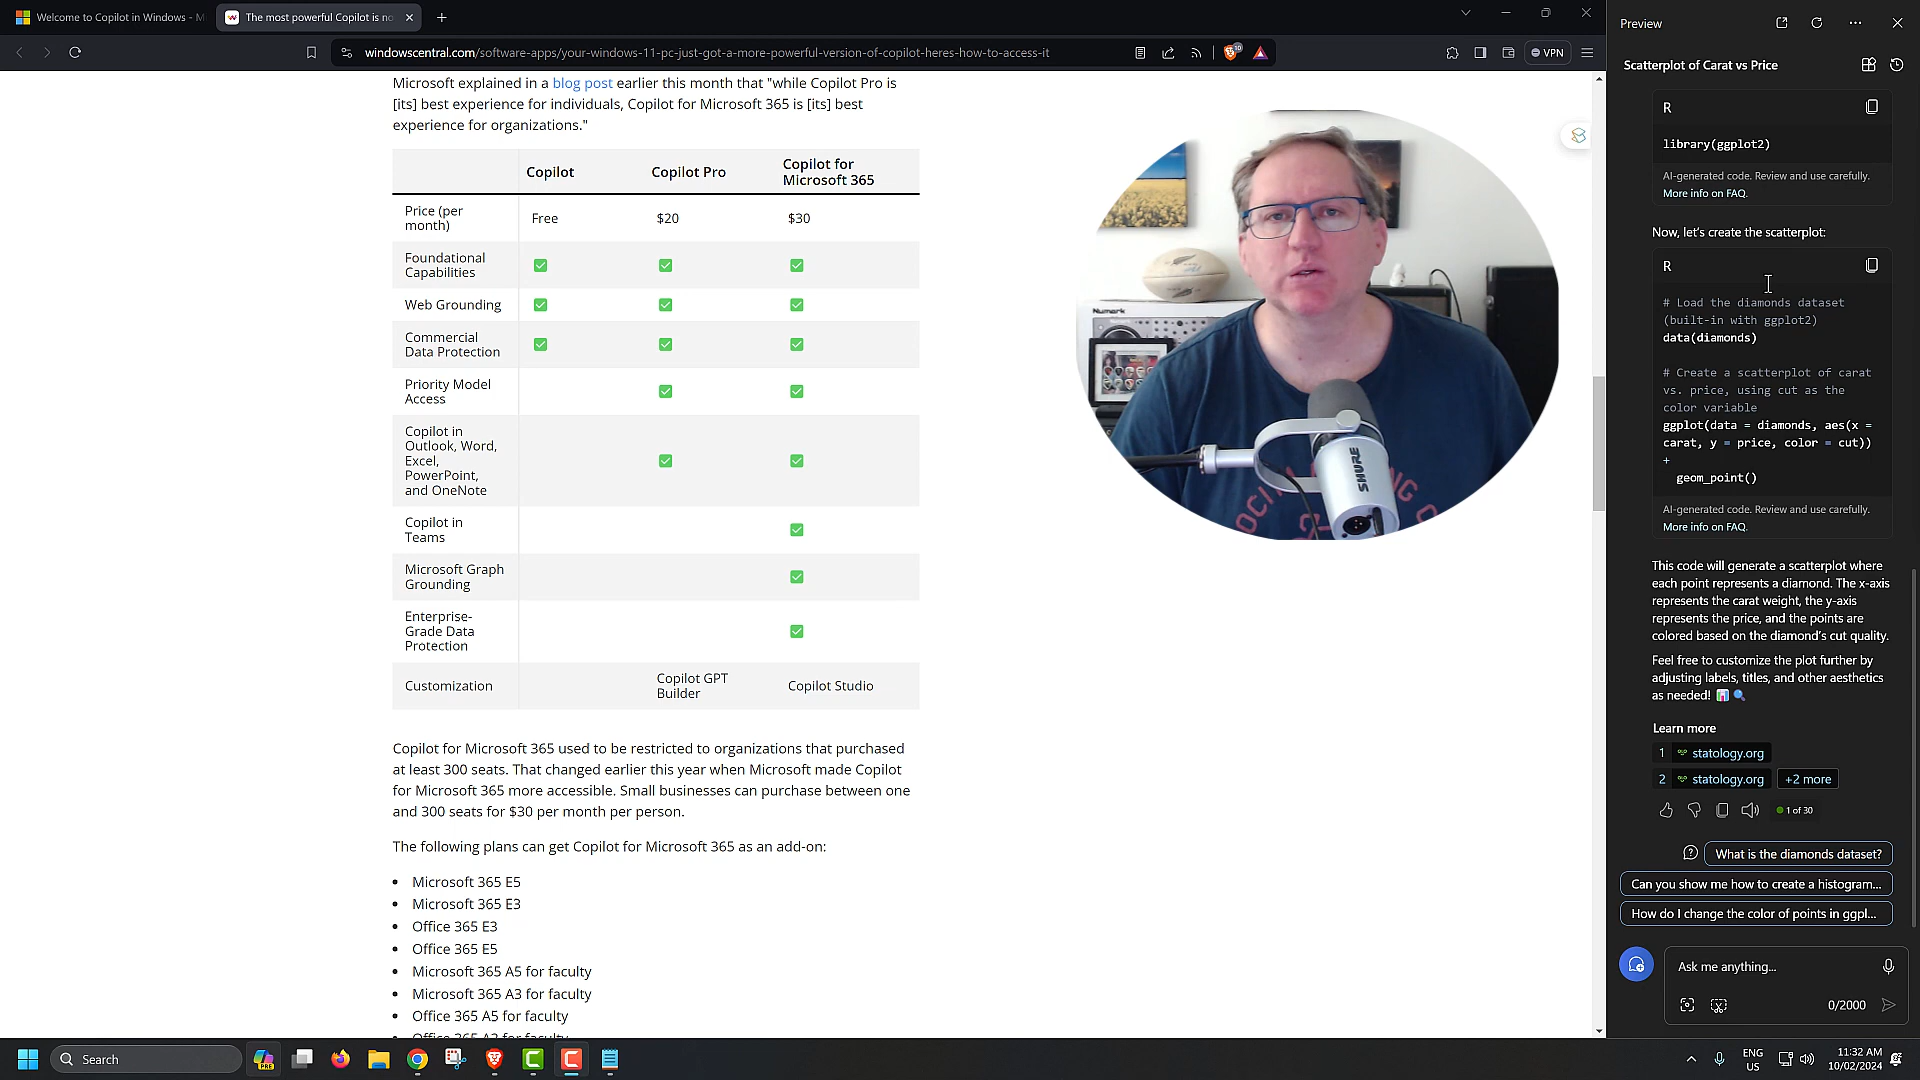 Welcome to Copilot in Windows - M
The most powerful Copilot is no
windowscentral.com/software-apps/your-windows-11-pc-just-got-a-more-powerful-version-of-copilot-heres-how-to-access-it
10
VPN
Microsoft explained in a blog post earlier this month that "while Copilot Pro is
[its] best experience for individuals, Copilot for Microsoft 365 is [its] best
experience for organizations."
Copilot Copilot Pro Copilot for
Microsoft 365
Price (per
month) Free $20 $30
Foundational
Capabilities
Web Grounding
Commercial
Data Protection
Priority Model
Access
Copilot in
Outlook, Word,
Excel,
PowerPoint,
and OneNote
Copilot in
Teams
Microsoft Graph
Grounding
Enterprise-
Grade Data
Protection
Customization Copilot GPT
Builder Copilot Studio
Copilot for Microsoft 365 used to be restricted to organizations that purchased
at least 300 seats. That changed earlier this year when Microsoft made Copilot
for Microsoft 365 more accessible. Small businesses can purchase between one
and 300 seats for $30 per month per person.
The following plans can get Copilot for Microsoft 365 as an add-on:
• Microsoft 365 E5
• Microsoft 365 E3
• Office 365 E3
• Office 365 E5
• Microsoft 365 A5 for faculty
• Microsoft 365 A3 for faculty
• Office 365 A5 for faculty
• Office 365 A3 for faculty
Numark
SHURE
Preview
Scatterplot of Carat vs Price
R
library(ggplot2)
AI-generated code. Review and use carefully.
More info on FAQ.
Now, let's create the scatterplot:
R
# Load the diamonds dataset
(built-in with ggplot2)
data(diamonds)
# Create a scatterplot of carat
vs. price, using cut as the
color variable
ggplot(data = diamonds, aes(x =
carat, y = price, color = cut))
+
geom_point()
AI-generated code. Review and use carefully.
More info on FAQ.
This code will generate a scatterplot where
each point represents a diamond. The x-axis
represents the carat weight, the y-axis
represents the price, and the points are
colored based on the diamond's cut quality.
Feel free to customize the plot further by
adjusting labels, titles, and other aesthetics
as needed! 📊🔍
Learn more
1 statology.org
2 statology.org +2 more
1 of 30
What is the diamonds dataset?
Can you show me how to create a histogram...
How do I change the color of points in ggpl...
Ask me anything...
0/2000
Search
PRE
ENG
US
11:32 AM
10/02/2024